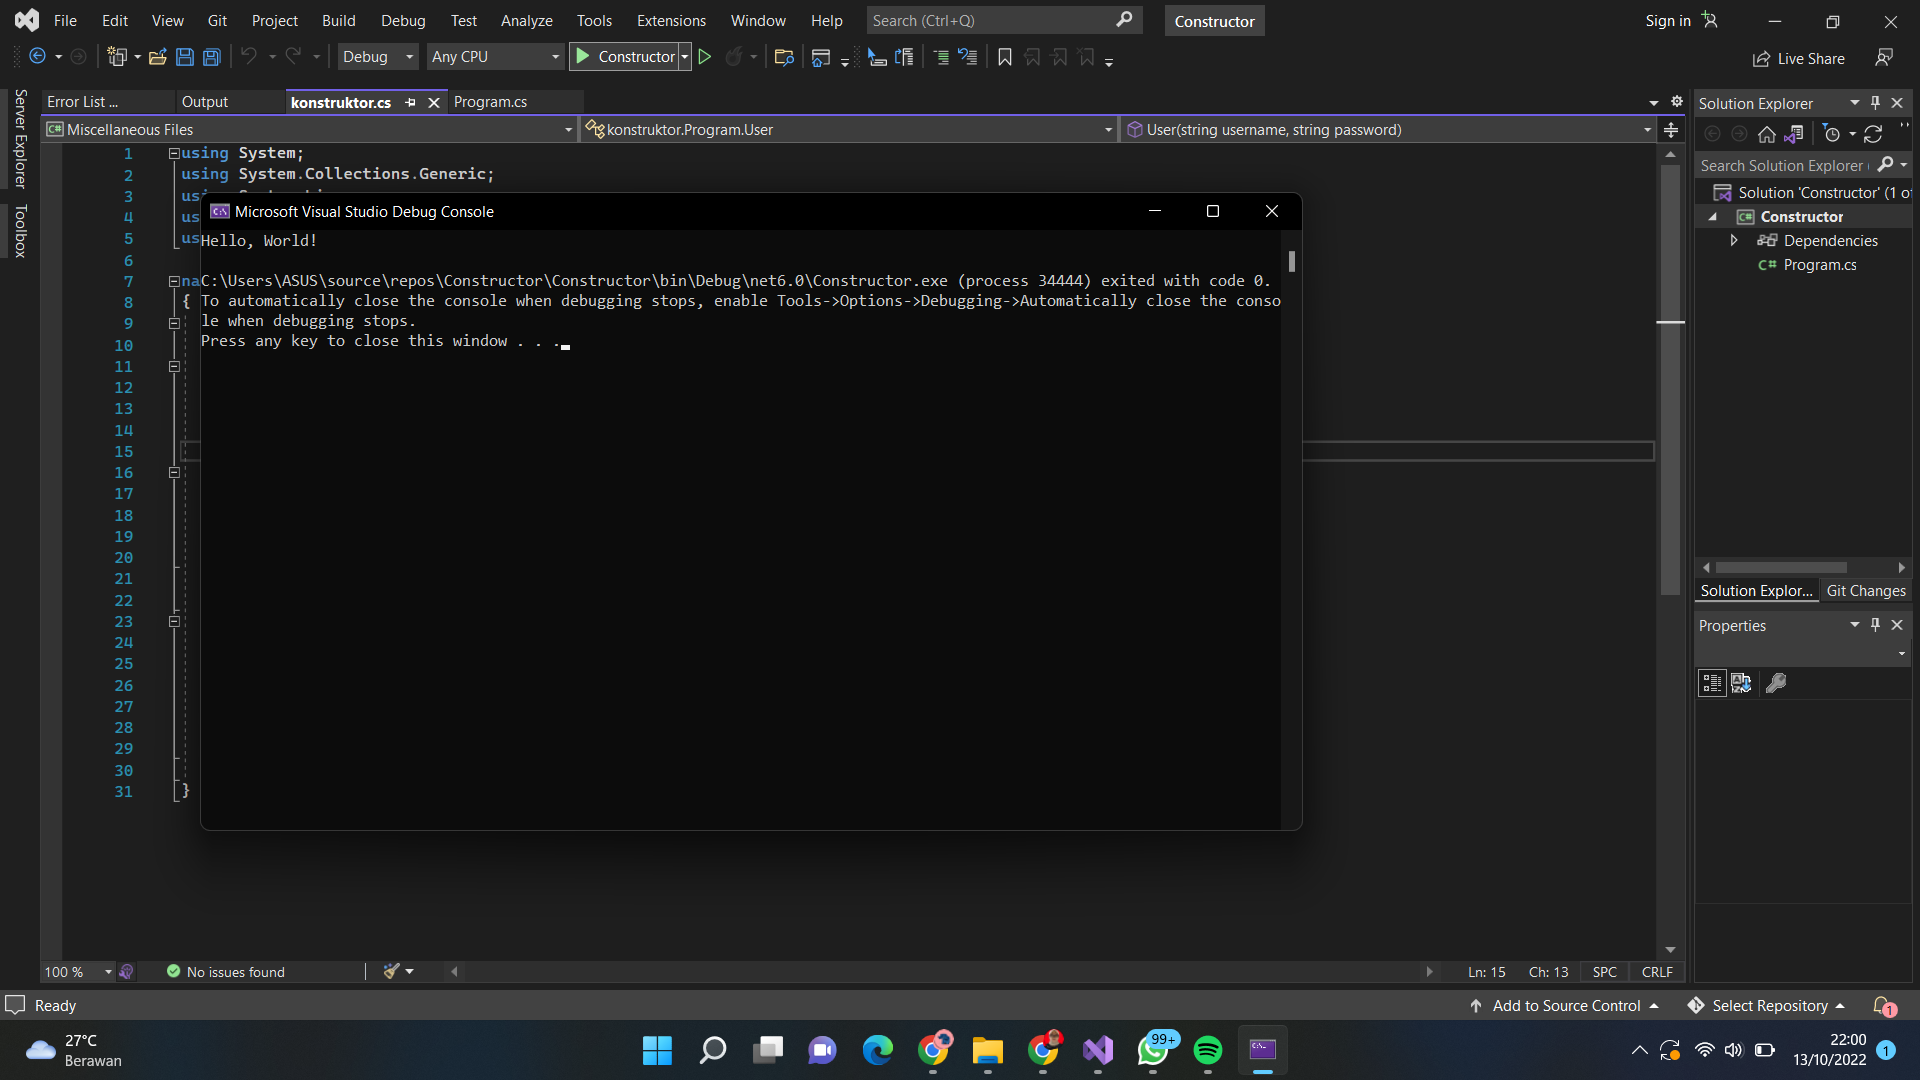 File Edit View Git Project Build Debug Test Analyze Tools Extensions Window Help Search (Ctrl+Q) Constructor Sign in
Debug Any CPU Constructor Live Share
Server Explorer
Toolbox
Error List ... Output konstruktor.cs Program.cs
Miscellaneous Files konstruktor.Program.User User(string username, string password)
1 using System;
2 using System.Collections.Generic;
3 us
4 us
5 us
6
7 na
8 {
9
10
11
12
13
14
15
16
17
18
19
20
21
22
23
24
25
26
27
28
29
30
31 }
Microsoft Visual Studio Debug Console
Hello, World!
C:\Users\ASUS\source\repos\Constructor\Constructor\bin\Debug\net6.0\Constructor.exe (process 34444) exited with code 0.
To automatically close the console when debugging stops, enable Tools->Options->Debugging->Automatically close the conso
le when debugging stops.
Press any key to close this window . . .
Solution Explorer
Search Solution Explorer (
Solution 'Constructor' (1 of
Constructor
Dependencies
C# Program.cs
Solution Explor... Git Changes
Properties
100 % No issues found Ln: 15 Ch: 13 SPC CRLF
Ready Add to Source Control Select Repository 1
27°C
Berawan
99+
22:00
13/10/2022
1